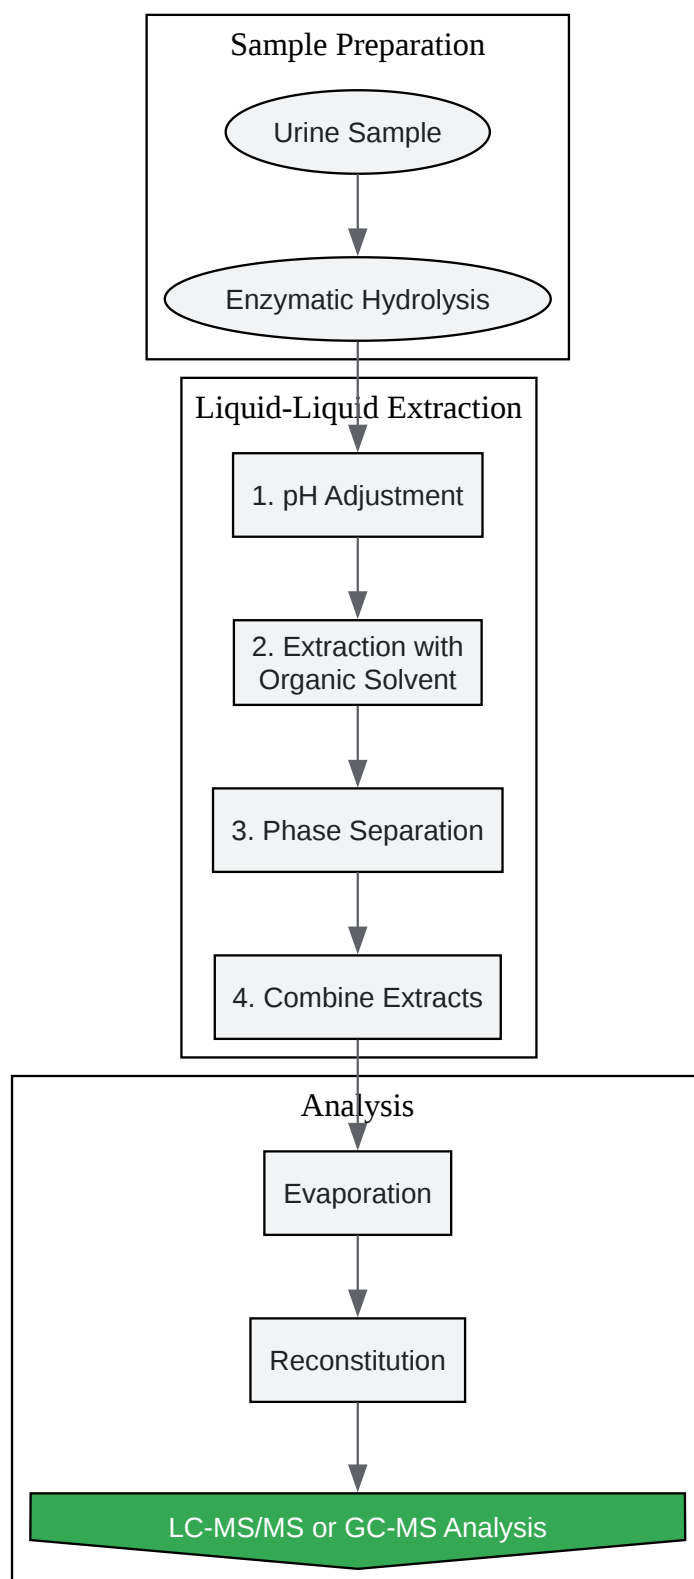 Sample Preparation
Urine Sample
Enzymatic Hydrolysis
Liquid-Liquid Extraction
1. pH Adjustment
2. Extraction with
Organic Solvent
3. Phase Separation
4. Combine Extracts
Analysis
Evaporation
Reconstitution
LC-MS/MS or GC-MS Analysis